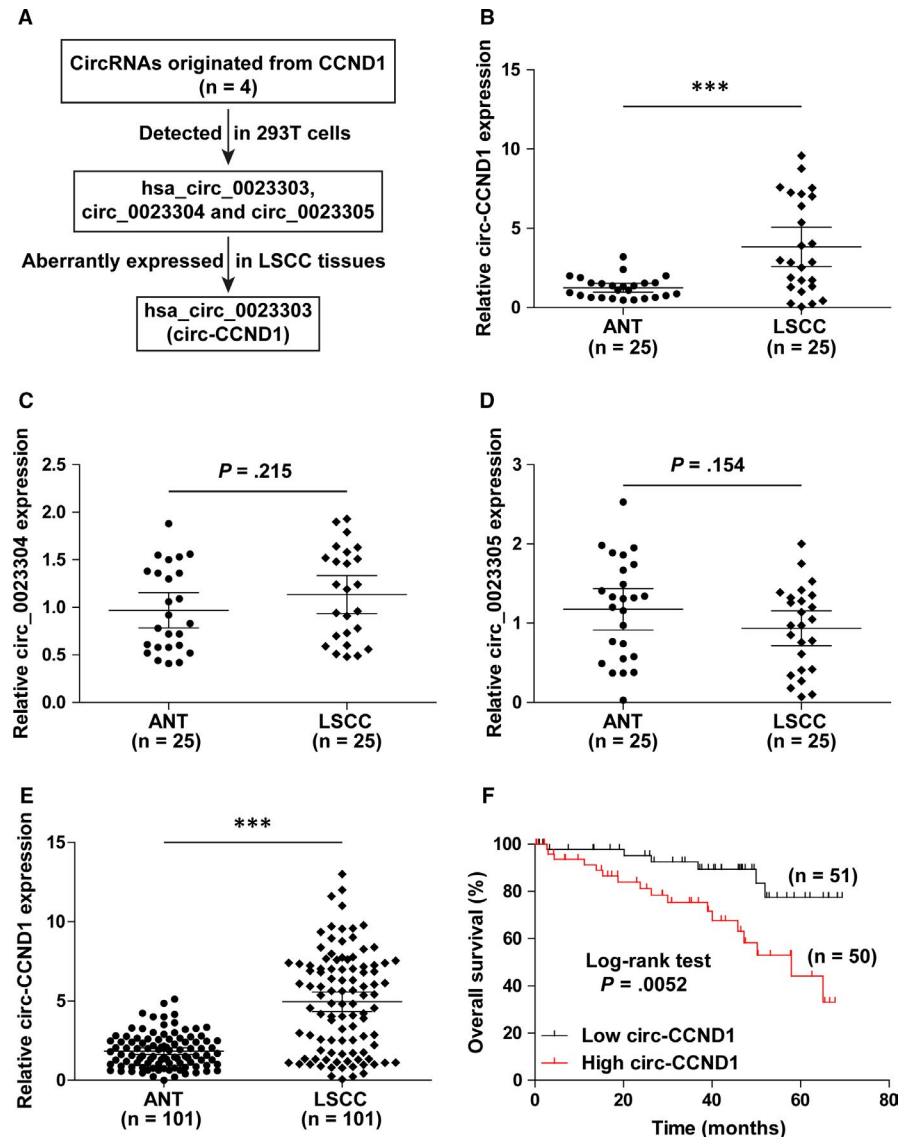 A
CircRNAs originated from CCND1
(n = 4)
Detected in 293T cells
hsa_circ_0023303,
circ_0023304 and circ_0023305
Aberrantly expressed in LSCC tissues
hsa_circ_0023303
(circ-CCND1)
B
Relative circ-CCND1 expression
15
10
5
0
***
ANT
(n = 25)
LSCC
(n = 25)
C
Relative circ_0023304 expression
2.5
2.0
1.5
1.0
0.5
0.0
P = .215
ANT
(n = 25)
LSCC
(n = 25)
D
Relative circ_0023305 expression
3
2
1
0
P = .154
ANT
(n = 25)
LSCC
(n = 25)
E
Relative circ-CCND1 expression
15
10
5
0
***
ANT
(n = 101)
LSCC
(n = 101)
F
Overall survival (%)
100
80
60
40
20
0
(n = 51)
(n = 50)
Log-rank test
P = .0052
Low circ-CCND1
High circ-CCND1
0 20 40 60 80
Time (months)